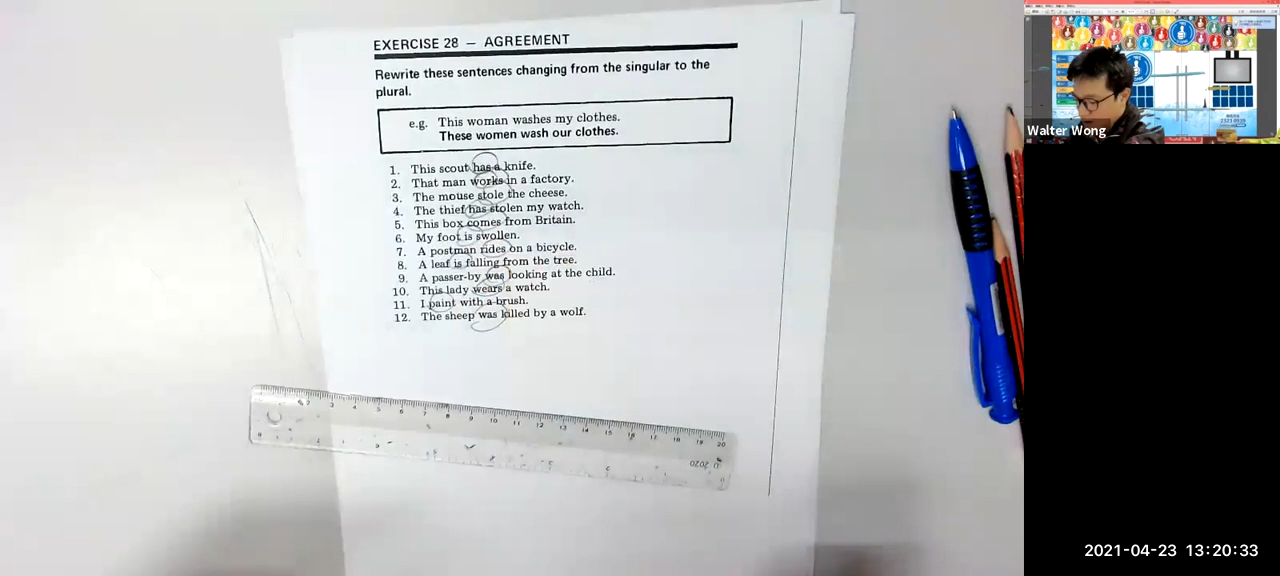 EXERCISE 28 — AGREEMENT
Rewrite these sentences changing from the singular to the
plural.
e.g. This woman washes my clothes.
These women wash our clothes.
1. This scout has a knife.
2. That man works in a factory.
3. The mouse stole the cheese.
4. The thief has stolen my watch.
5. This box comes from Britain.
6. My foot is swollen.
7. A postman rides on a bicycle.
8. A leaf is falling from the tree.
9. A passer-by was looking at the child.
10. This lady wears a watch.
11. I paint with a brush.
12. The sheep was killed by a wolf.
Walter Wong
2021-04-23 13:20:33